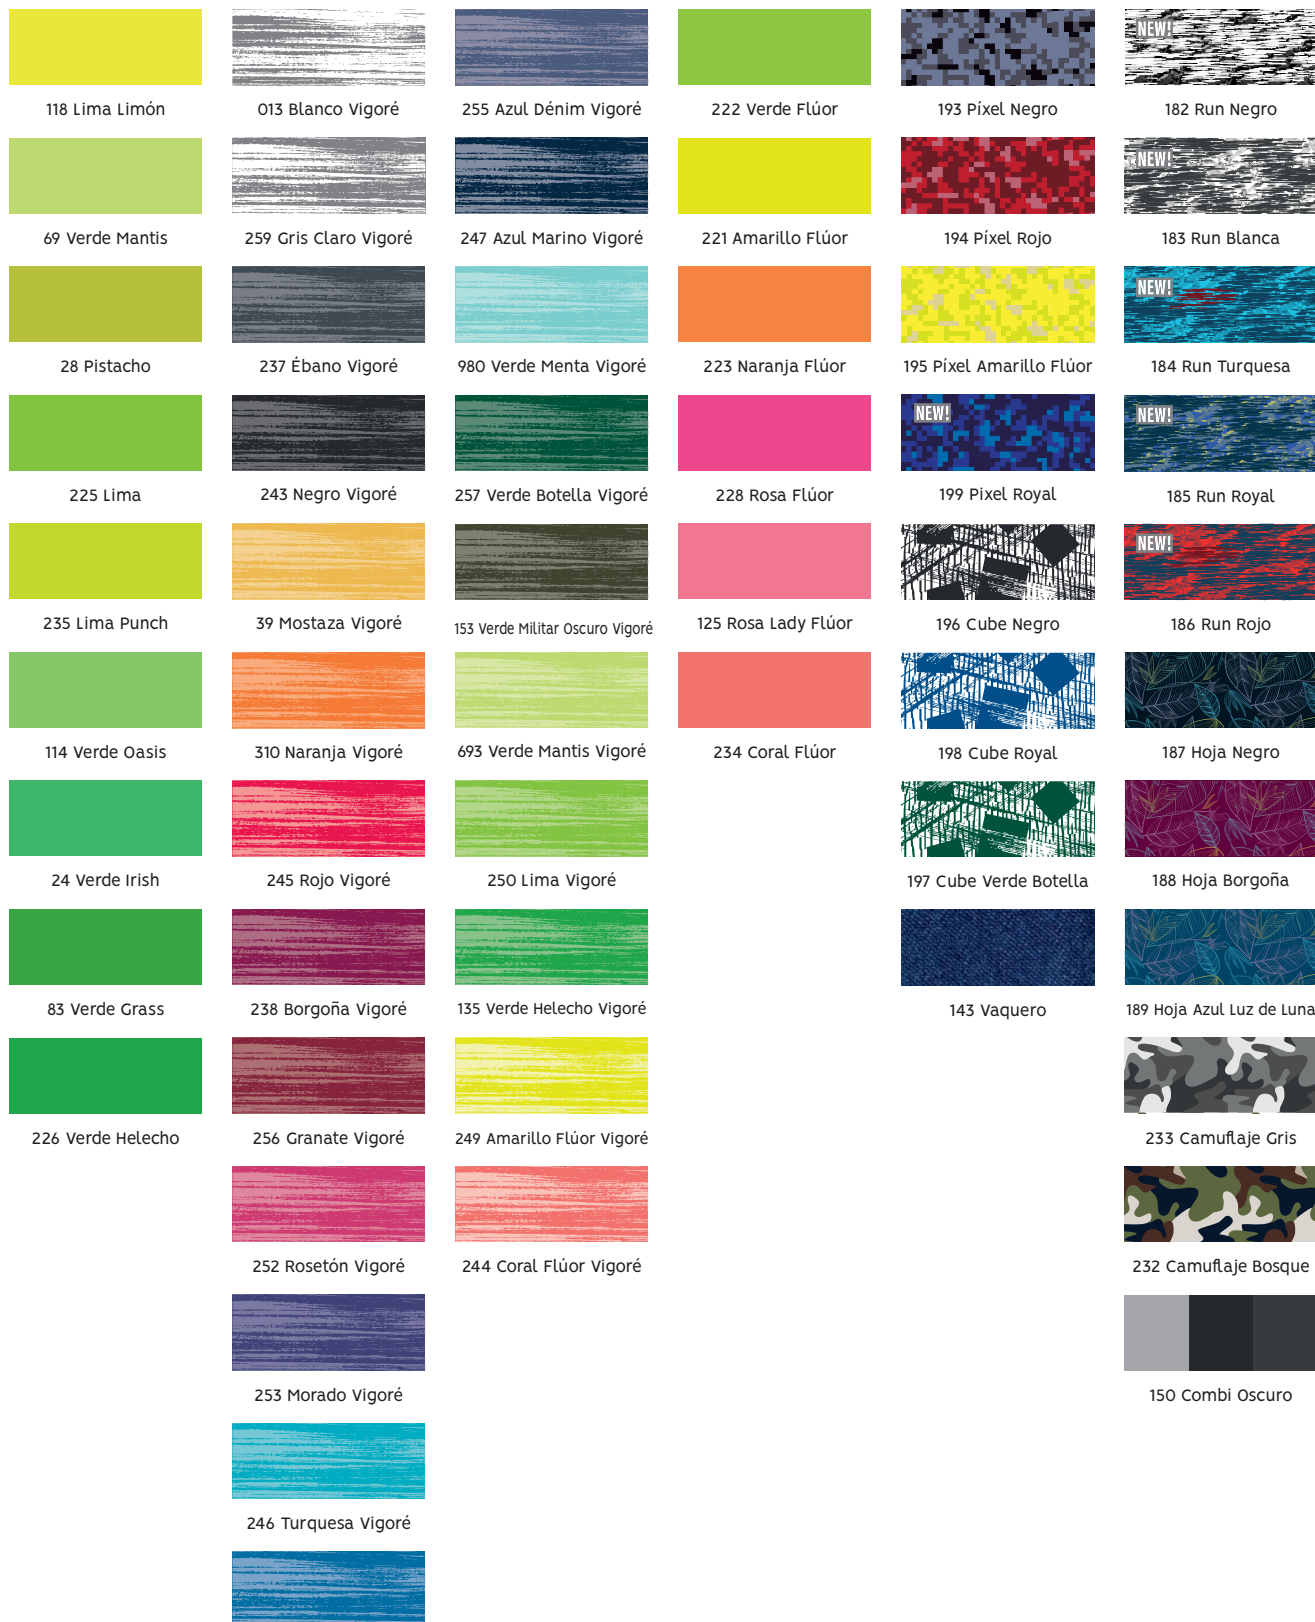 118 Lima Limón
69 Verde Mantis
28 Pistacho
225 Lima
235 Lima Punch
114 Verde Oasis
24 Verde Irish
83 Verde Grass
226 Verde Helecho
013 Blanco Vigoré
259 Gris Claro Vigoré
237 Ébano Vigoré
243 Negro Vigoré
39 Mostaza Vigoré
310 Naranja Vigoré
245 Rojo Vigoré
238 Borgoña Vigoré
256 Granate Vigoré
252 Rosetón Vigoré
253 Morado Vigoré
246 Turquesa Vigoré
255 Azul Dénim Vigoré
247 Azul Marino Vigoré
980 Verde Menta Vigoré
257 Verde Botella Vigoré
153 Verde Militar Oscuro Vigoré
693 Verde Mantis Vigoré
250 Lima Vigoré
135 Verde Helecho Vigoré
249 Amarillo Flúor Vigoré
244 Coral Flúor Vigoré
222 Verde Flúor
221 Amarillo Flúor
223 Naranja Flúor
228 Rosa Flúor
125 Rosa Lady Flúor
234 Coral Flúor
193 Píxel Negro
194 Píxel Rojo
195 Píxel Amarillo Flúor
NEW!
199 Pixel Royal
196 Cube Negro
198 Cube Royal
197 Cube Verde Botella
143 Vaquero
NEW!
182 Run Negro
NEW!
183 Run Blanca
NEW!
184 Run Turquesa
NEW!
185 Run Royal
NEW!
186 Run Rojo
187 Hoja Negro
188 Hoja Borgoña
189 Hoja Azul Luz de Luna
233 Camuflaje Gris
232 Camuflaje Bosque
150 Combi Oscuro